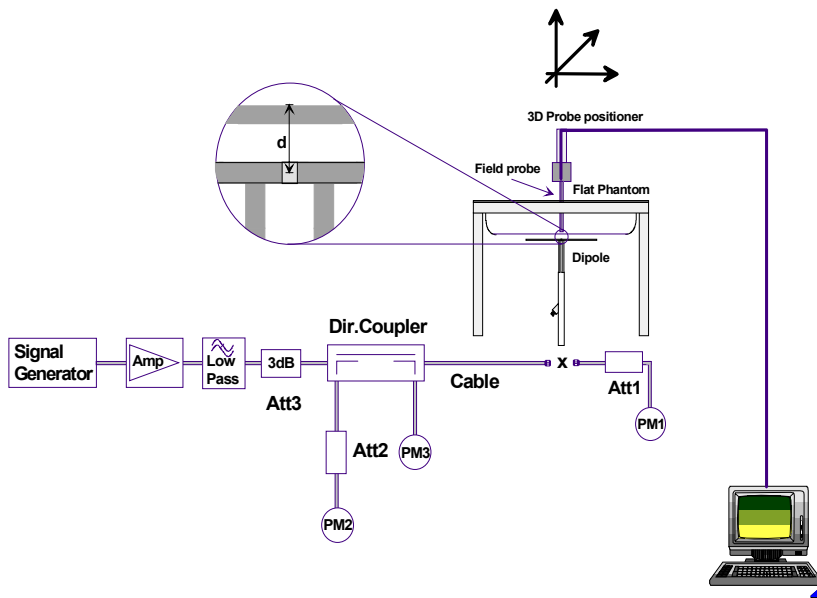 3D Probe positioner
d
Field probe
Flat Phantom
Dipole
Dir.Coupler
Signal
Generator
Amp
Low
Pass
3dB
Att3
Cable
x
Att1
PM1
Att2
PM3
PM2